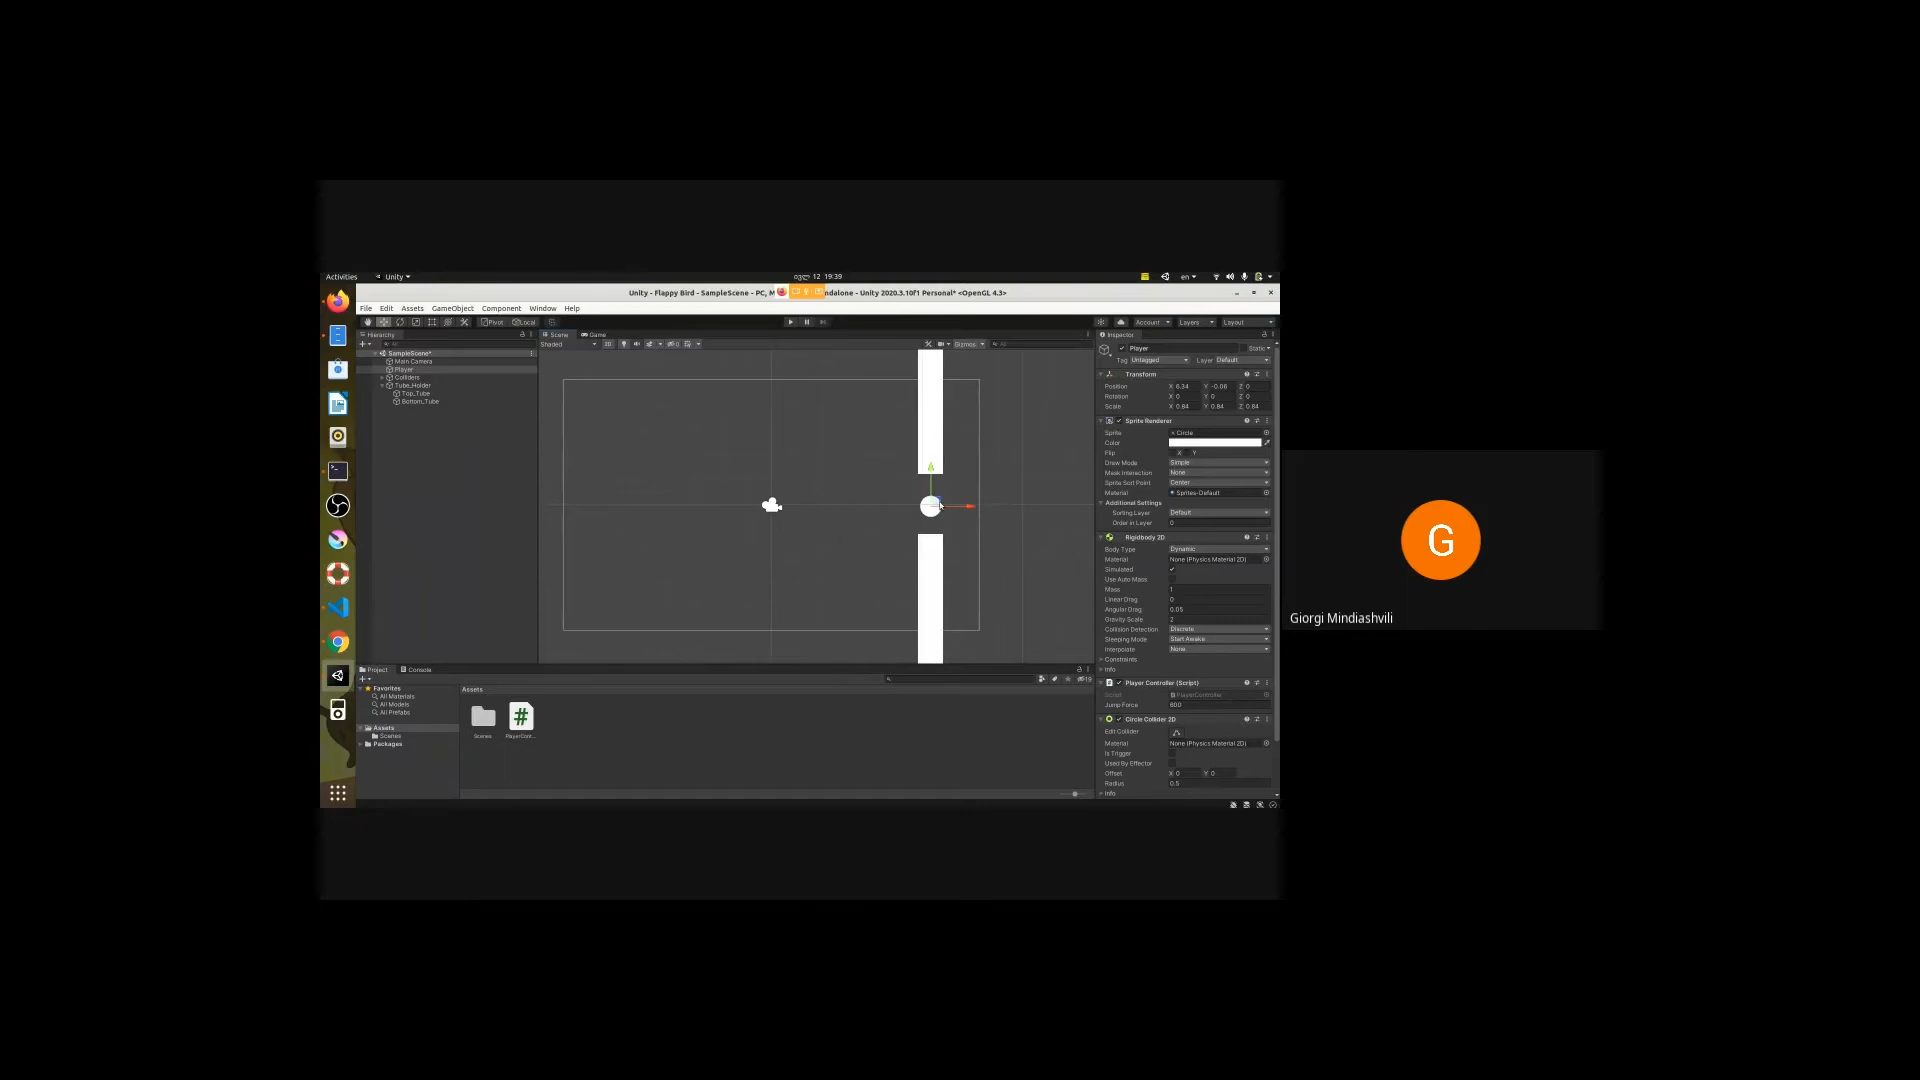 Activities
Unity
ივლ 12 19:39
en
Unity - Flappy Bird - SampleScene - PC, M
ndalone - Unity 2020.3.10f1 Personal* <OpenGL 4.3>
File Edit Assets GameObject Component Window Help
Pivot Local
Account Layers Layout
Hierarchy
All
SampleScene*
Main Camera
Player
Colliders
Tube_Holder
Top_Tube
Bottom_Tube
Scene Game
Shaded 2D 0 Gizmos All
Inspector
Player Static
Tag Untagged Layer Default
Transform
Position X 6.34 Y -0.06 Z 0
Rotation X 0 Y 0 Z 0
Scale X 0.84 Y 0.84 Z 0.84
Sprite Renderer
Sprite Circle
Color
Flip X Y
Draw Mode Simple
Mask Interaction None
Sprite Sort Point Center
Material Sprites-Default
Additional Settings
Sorting Layer Default
Order in Layer 0
Rigidbody 2D
Body Type Dynamic
Material None (Physics Material 2D)
Simulated
Use Auto Mass
Mass 1
Linear Drag 0
Angular Drag 0.05
Gravity Scale 2
Collision Detection Discrete
Sleeping Mode Start Awake
Interpolate None
Constraints
Info
Player Controller (Script)
Script PlayerController
Jump Force 600
Circle Collider 2D
Edit Collider
Material None (Physics Material 2D)
Is Trigger
Used By Effector
Offset X 0 Y 0
Radius 0.5
Info
Project Console
19
Favorites
All Materials
All Models
All Prefabs
Assets
Scenes
Packages
Assets
Scenes PlayerCont...
G
Giorgi Mindiashvili